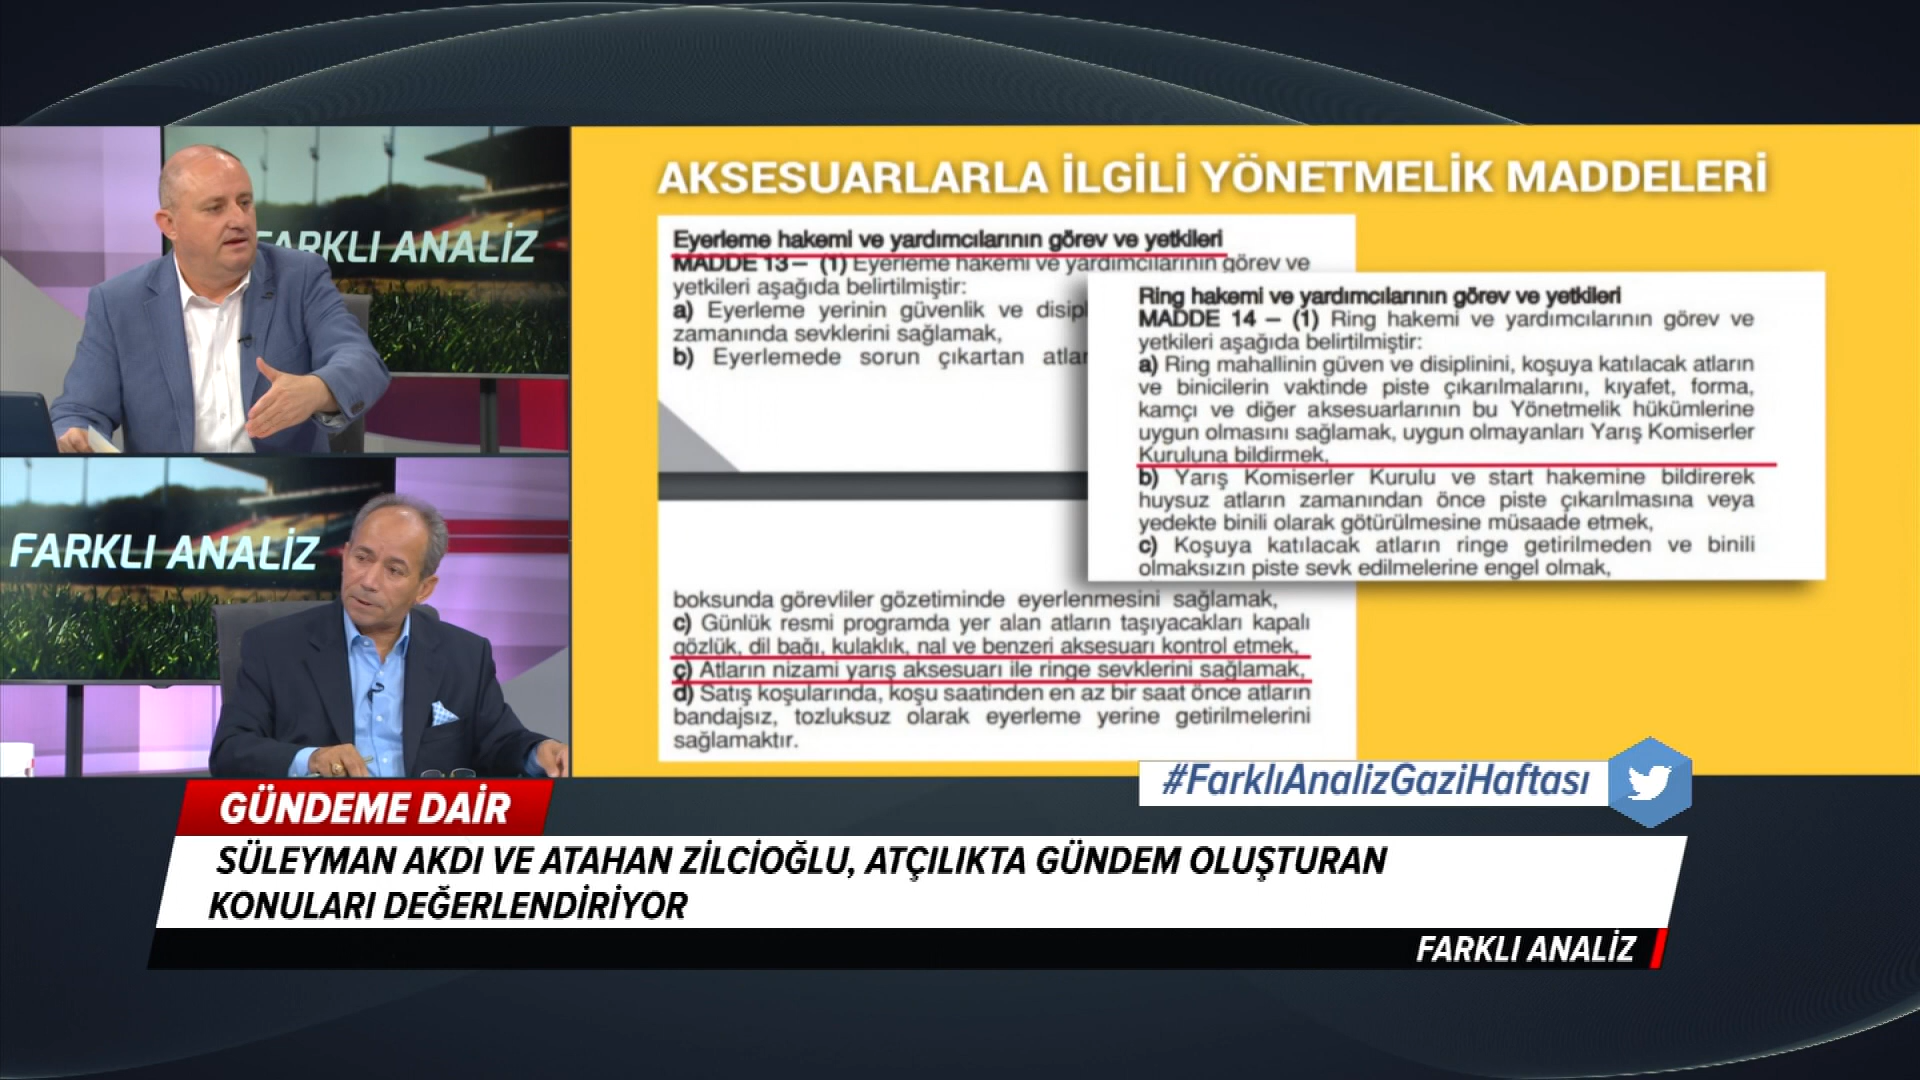 FARKLI ANALİZ
FARKLI ANALİZ
AKSESUARLARLA İLGİLİ YÖNETMELİK MADDELERİ
Eyerleme hakemi ve yardımcılarının görev ve yetkileri
MADDE 13 – (1) Eyerleme hakemi ve yardımcılarının görev ve
yetkileri aşağıda belirtilmiştir:
a) Eyerleme yerinin güvenlik ve
zamanında sevklerini sağlamak,
b) Eyerlemede sorun çıkartan
boksunda görevliler gözetiminde eyerlenmesini sağlamak,
c) Günlük resmi programda yer alan atların taşıyacakları kapalı
gözlük, dil bağı, kulaklık, nal ve benzeri aksesuarı kontrol etmek,
ç) Atların nizami yarış aksesuarı ile ringe sevklerini sağlamak,
d) Satış koşularında, koşu saatinden en az bir saat önce atların
bandajsız, tozluksuz olarak eyerleme yerine getirilmelerini
sağlamaktır.
Ring hakemi ve yardımcılarının görev ve yetkileri
MADDE 14 – (1) Ring hakemi ve yardımcılarının görev ve
yetkileri aşağıda belirtilmiştir:
a) Ring mahallinin güven ve disiplinini, koşuya katılacak atların
ve binicilerin vaktinde piste çıkarılmalarını, kıyafet, forma,
kamçı ve diğer aksesuarlarının bu Yönetmelik hükümlerine
uygun olmasını sağlamak, uygun olmayanları Yarış Komiserler
Kuruluna bildirmek,
b) Yarış Komiserler Kurulu ve start hakemine bildirerek
huysuz atların zamanından önce piste çıkarılmasına veya
yedekte binili olarak götürülmesine müsaade etmek,
c) Koşuya katılacak atların ringe getirilmeden ve binili
olmaksızın piste sevk edilmelerine engel olmak,
#FarklıAnalizGaziHaftası
GÜNDEME DAİR
SÜLEYMAN AKDI VE ATAHAN ZİLCİOĞLU, ATÇILIKTA GÜNDEM OLUŞTURAN
KONULARI DEĞERLENDİRİYOR
FARKLI ANALİZ